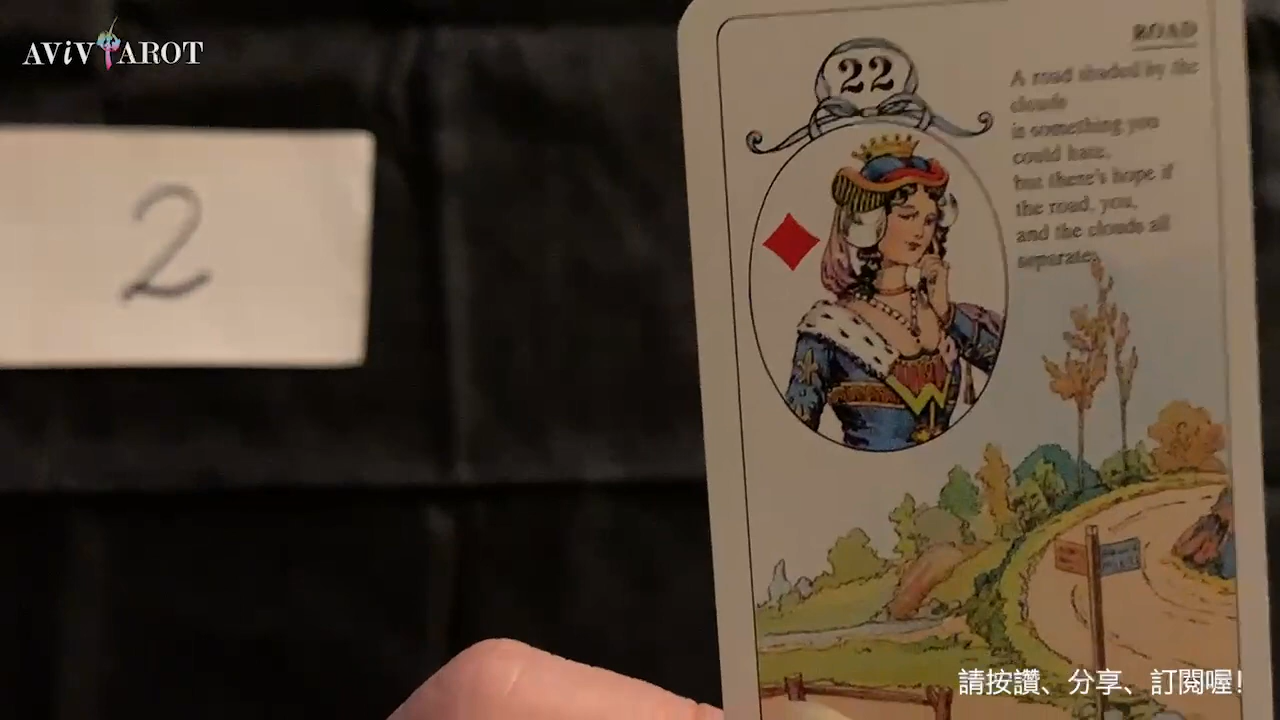 AViV TAROT
2
22
ROAD
A road shaded by the
clouds
is something you
could hate,
but there's hope if
the road, you,
and the clouds all
separate.
請按讚、分享、訂閱喔!